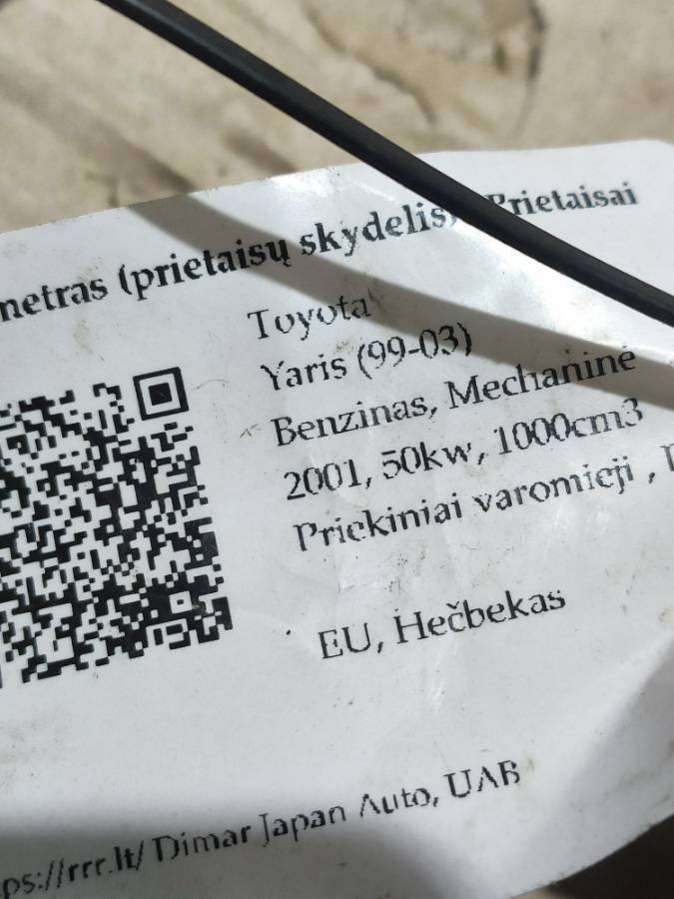 metras (prietaisų skydelis) Prietaisai
Toyota
Yaris (99-03)
Benzinas, Mechaninė
2001, 50kw, 1000cm3
Priekiniai varomieji ,
EU, Hečbekas
ps://rrr.lt/ Dimar Japan Auto, UAB